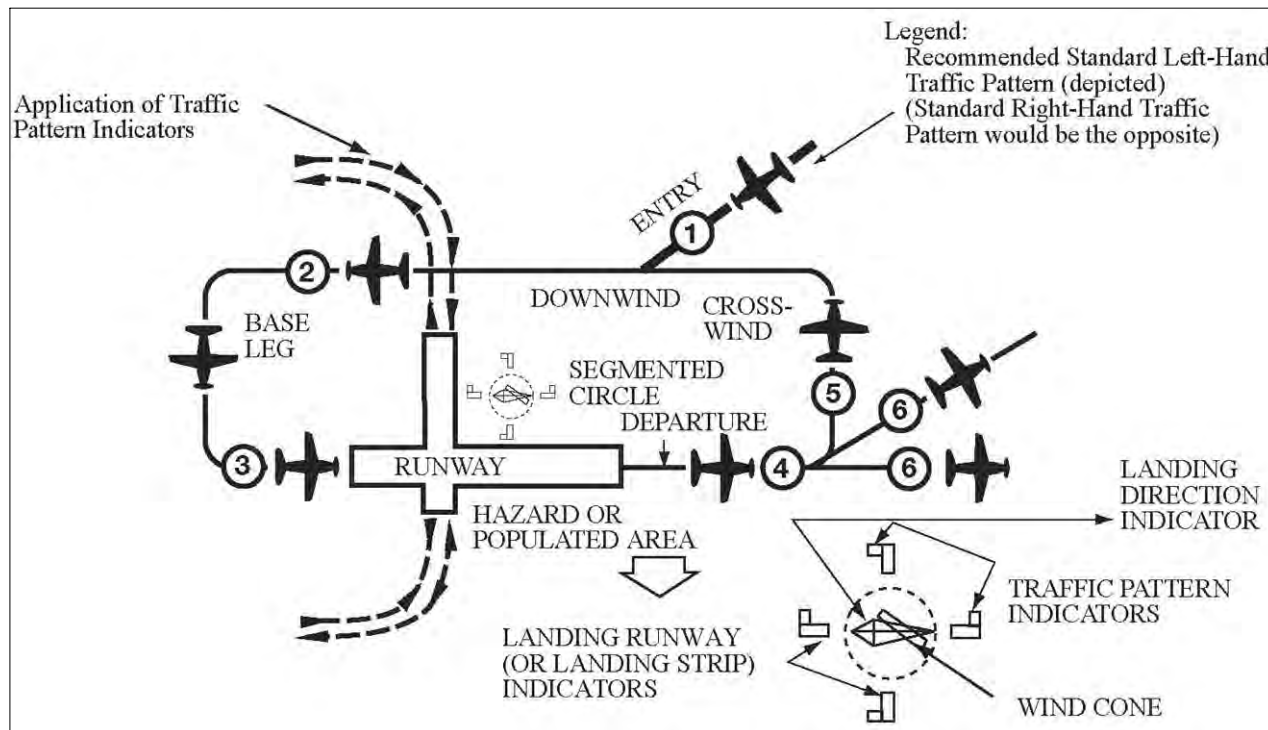 Legend:
Recommended Standard Left-Hand
Traffic Pattern (depicted)
(Standard Right-Hand Traffic
Pattern would be the opposite)
Application of Traffic
Pattern Indicators
ENTRY
1
2
DOWNWIND
CROSS-
WIND
BASE
LEG
SEGMENTED
CIRCLE
5
6
DEPARTURE
3
RUNWAY
4
6
LANDING
DIRECTION
INDICATOR
HAZARD OR
POPULATED AREA
TRAFFIC PATTERN
INDICATORS
LANDING RUNWAY
(OR LANDING STRIP)
INDICATORS
WIND CONE